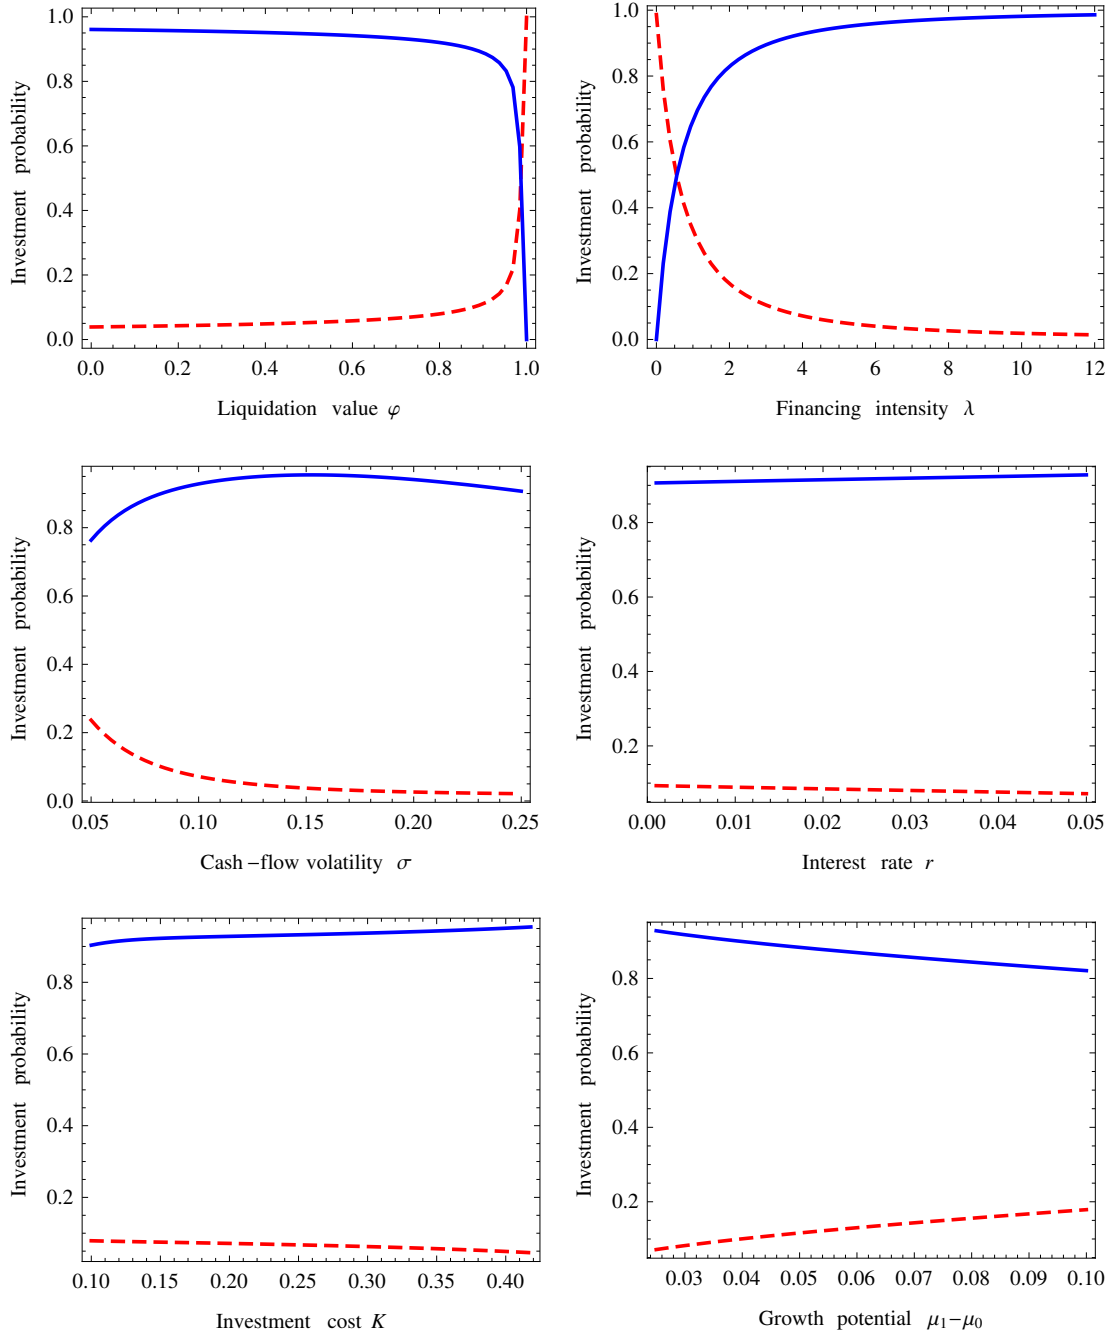 1.0
0.8
0.6
0.4
0.2
0.0
Investment probability
0.0 0.2 0.4 0.6 0.8 1.0
Liquidation value φ
1.0
0.8
0.6
0.4
0.2
0.0
Investment probability
0 2 4 6 8 10 12
Financing intensity λ
0.8
0.6
0.4
0.2
0.0
Investment probability
0.05 0.10 0.15 0.20 0.25
Cash-flow volatility σ
0.8
0.6
0.4
0.2
Investment probability
0.00 0.01 0.02 0.03 0.04 0.05
Interest rate r
0.8
0.6
0.4
0.2
Investment probability
0.10 0.15 0.20 0.25 0.30 0.35 0.40
Investment cost K
0.8
0.6
0.4
0.2
Investment probability
0.03 0.04 0.05 0.06 0.07 0.08 0.09 0.10
Growth potential μ₁−μ₀